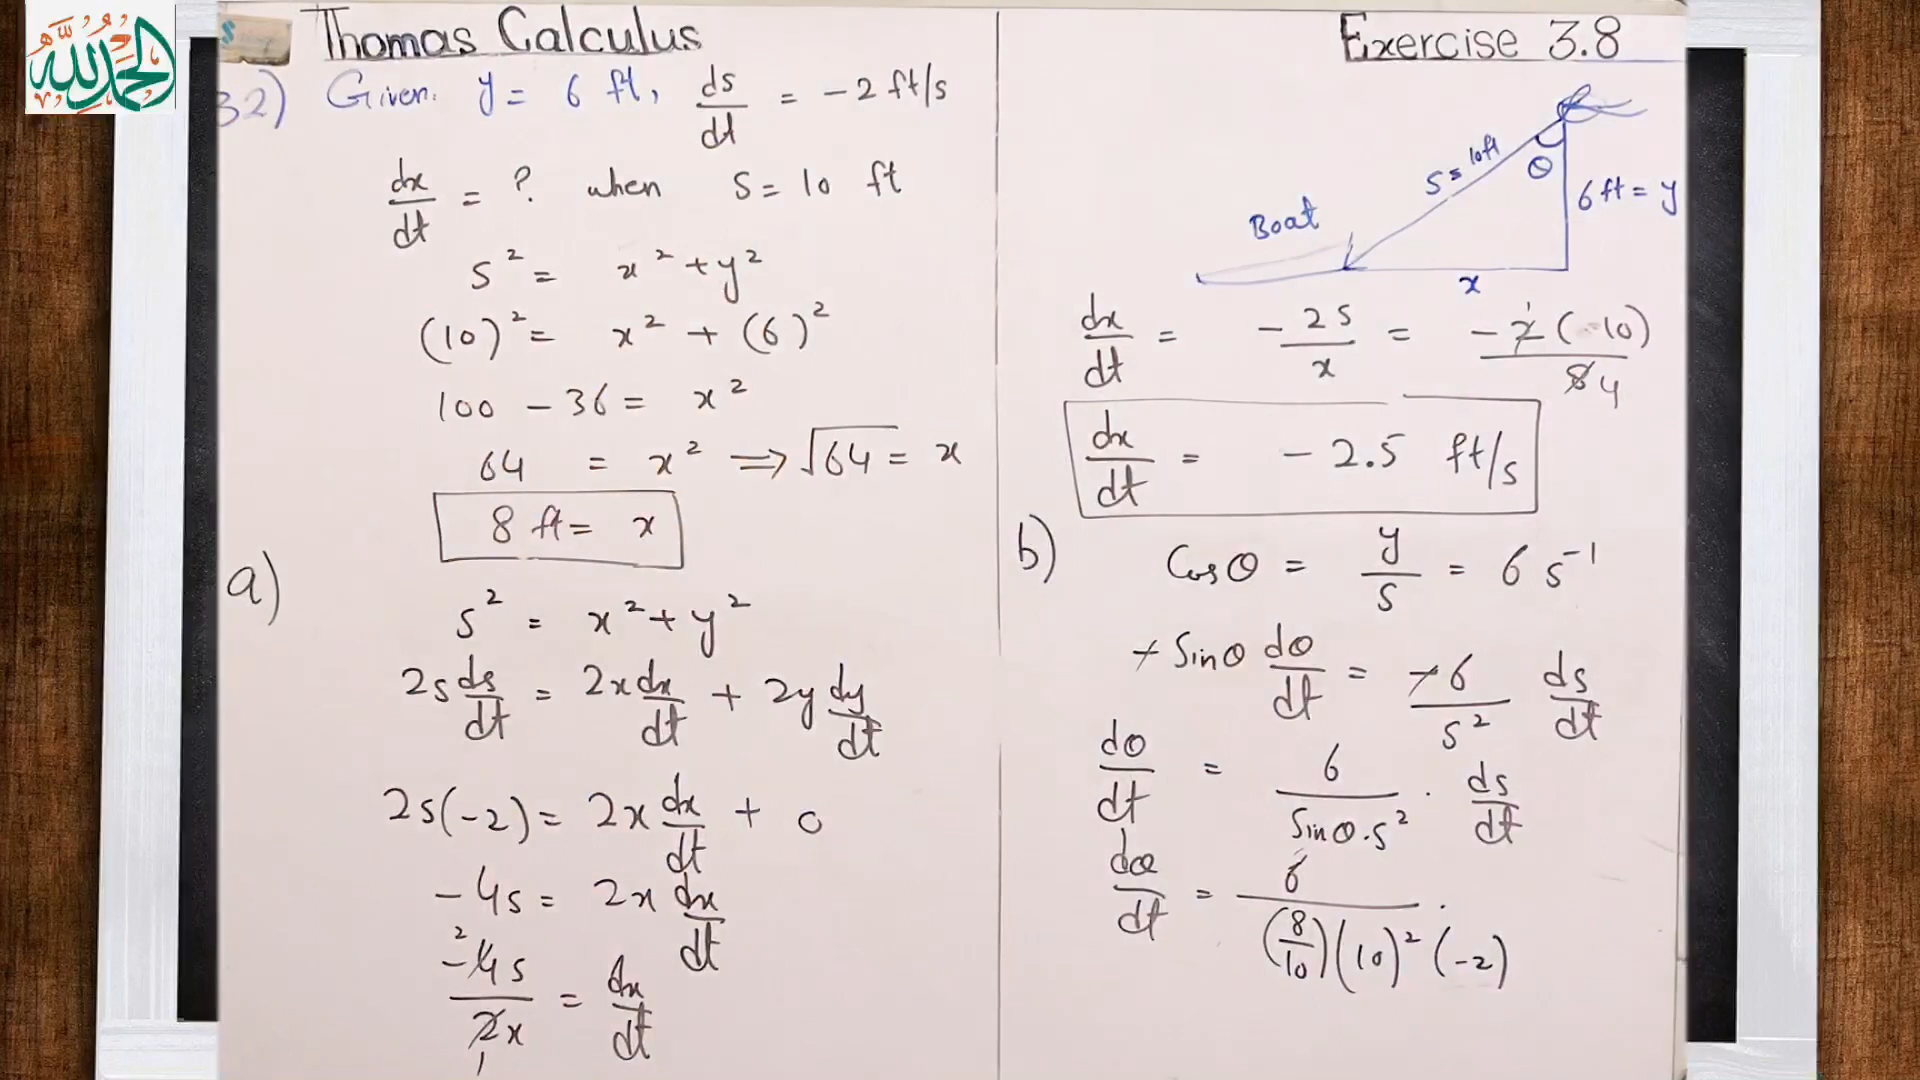 الحمد لله
Thomas Calculus
Exercise 3.8
32) Given: y = 6 ft, ds/dt = -2 ft/s
dx/dt = ? when S = 10 ft
s² = x² + y²
(10)² = x² + (6)²
100 - 36 = x²
64 = x² ⟹ √64 = x
8 ft = x
a)
s² = x² + y²
2s ds/dt = 2x dx/dt + 2y dy/dt
2s(-2) = 2x dx/dt + 0
-4s = 2x dx/dt
-4s/2x = dx/dt
2
1
Boat
S = 10ft
θ
6 ft = y
x
dx/dt = -2s/x = -2(10)/8 4
1
dx/dt = -2.5 ft/s
b)
Cos θ = y/s = 6 s⁻¹
+ Sin θ dθ/dt = -6/s² ds/dt
dθ/dt = 6/Sin θ . s² . ds/dt
dθ/dt = 6/(8/10)(10)² . (-2)